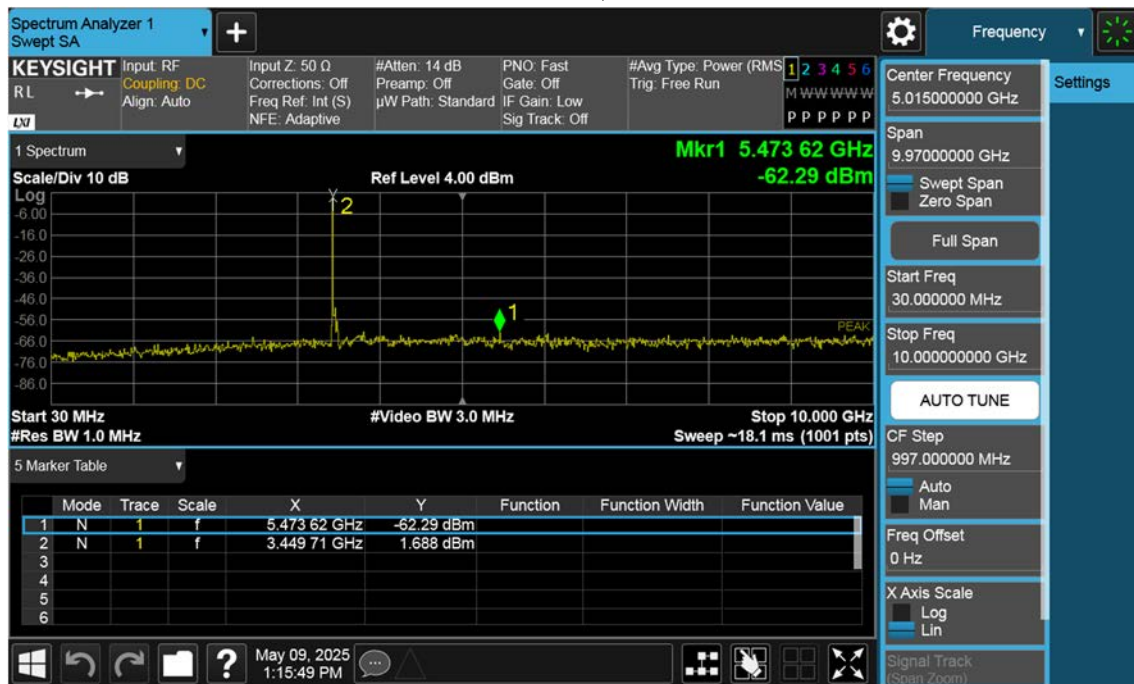 Spectrum Analyzer 1
Swept SA
Frequency
KEYSIGHT
RL
LXI
Input: RF
Coupling: DC
Align: Auto
Input Z: 50 Ω
Corrections: Off
Freq Ref: Int (S)
NFE: Adaptive
#Atten: 14 dB
Preamp: Off
µW Path: Standard
PNO: Fast
Gate: Off
IF Gain: Low
Sig Track: Off
#Avg Type: Power (RMS
Trig: Free Run
1 2 3 4 5 6
M W W W W W
P P P P P P
1 Spectrum
Mkr1 5.473 62 GHz
Scale/Div 10 dB
Ref Level 4.00 dBm
-62.29 dBm
Log
-6.00
-16.0
-26.0
-36.0
-46.0
-56.0
-66.0
-76.0
-86.0
2
1
PEAK
Start 30 MHz
#Video BW 3.0 MHz
Stop 10.000 GHz
#Res BW 1.0 MHz
Sweep ~18.1 ms (1001 pts)
5 Marker Table
Mode Trace Scale X Y Function Function Width Function Value
1 N 1 f 5.473 62 GHz -62.29 dBm
2 N 1 f 3.449 71 GHz 1.688 dBm
3
4
5
6
May 09, 2025
1:15:49 PM
?
Center Frequency
5.015000000 GHz
Span
9.97000000 GHz
Swept Span
Zero Span
Full Span
Start Freq
30.000000 MHz
Stop Freq
10.000000000 GHz
AUTO TUNE
CF Step
997.000000 MHz
Auto
Man
Freq Offset
0 Hz
X Axis Scale
Log
Lin
Signal Track
(Span Zoom)
Settings